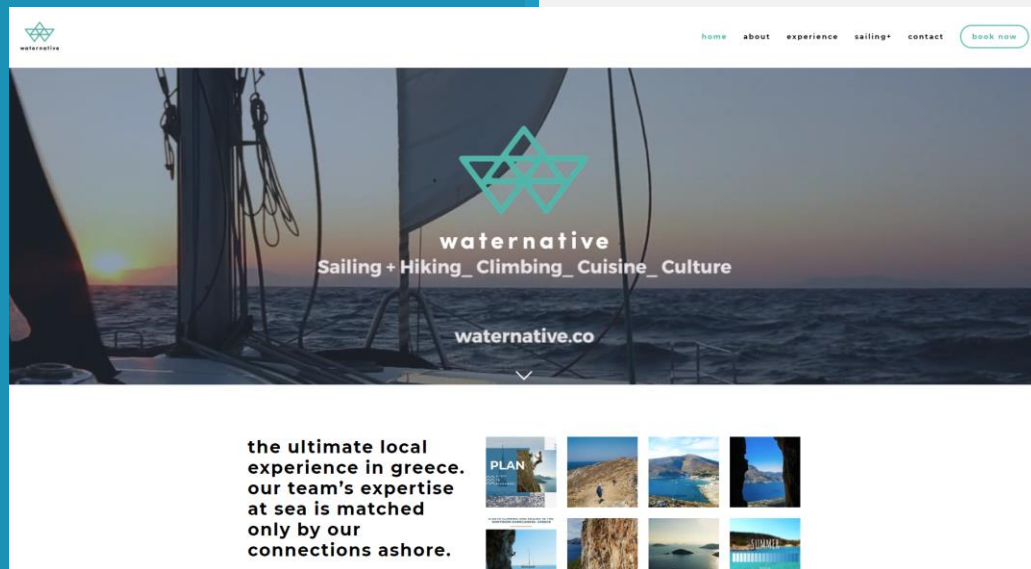 waternative
home about experience sailing+ contact book now
waternative
Sailing + Hiking_ Climbing_ Cuisine_ Culture
waternative.co
the ultimate local
experience in greece.
our team's expertise
at sea is matched
only by our
connections ashore.
PLAN
SUMMER